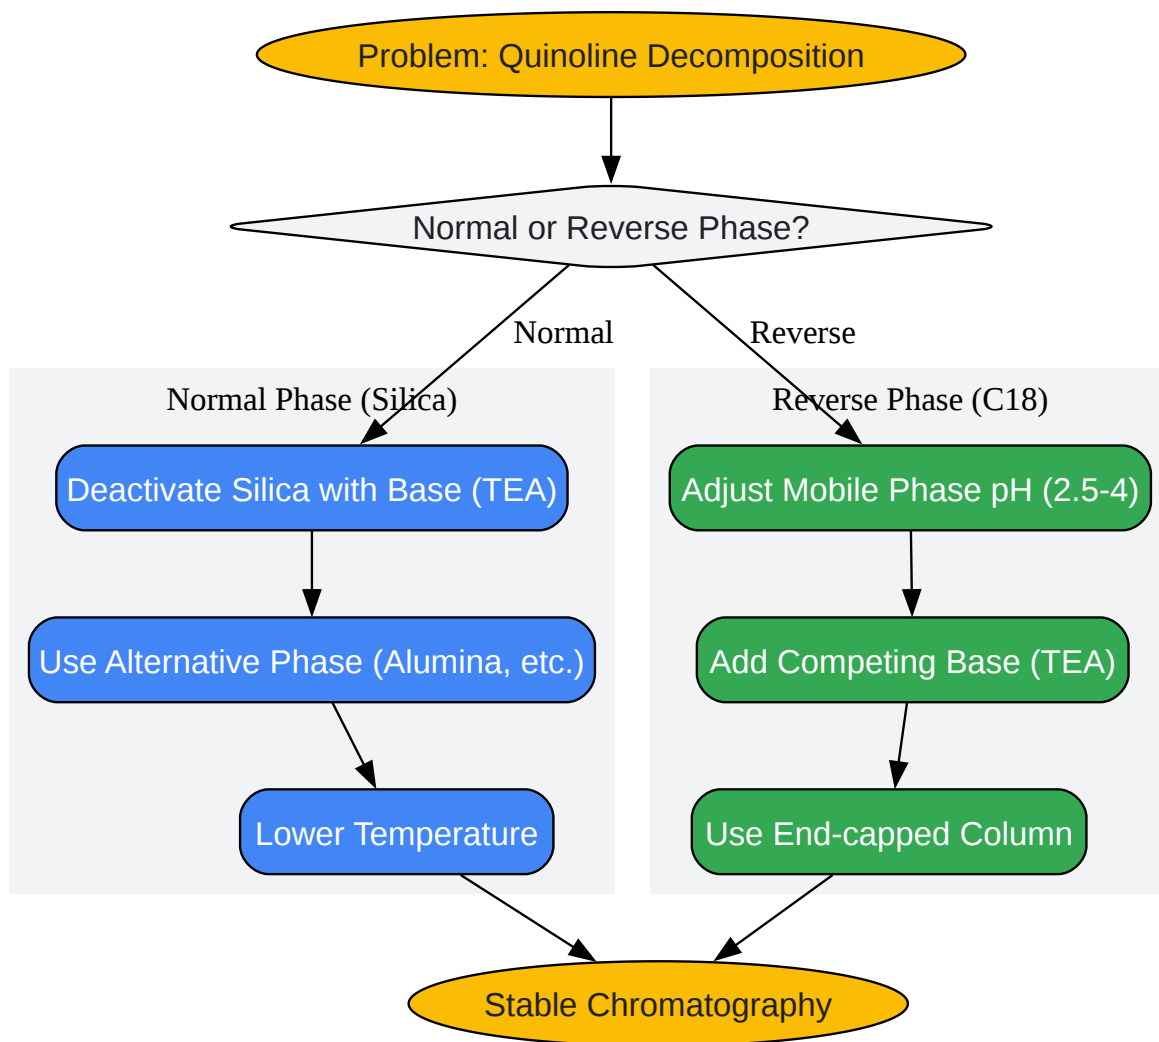 Problem: Quinoline Decomposition
Normal or Reverse Phase?
Normal
Reverse
Normal Phase (Silica)
Reverse Phase (C18)
Deactivate Silica with Base (TEA)
Adjust Mobile Phase pH (2.5-4)
Use Alternative Phase (Alumina, etc.)
Add Competing Base (TEA)
Lower Temperature
Use End-capped Column
Stable Chromatography